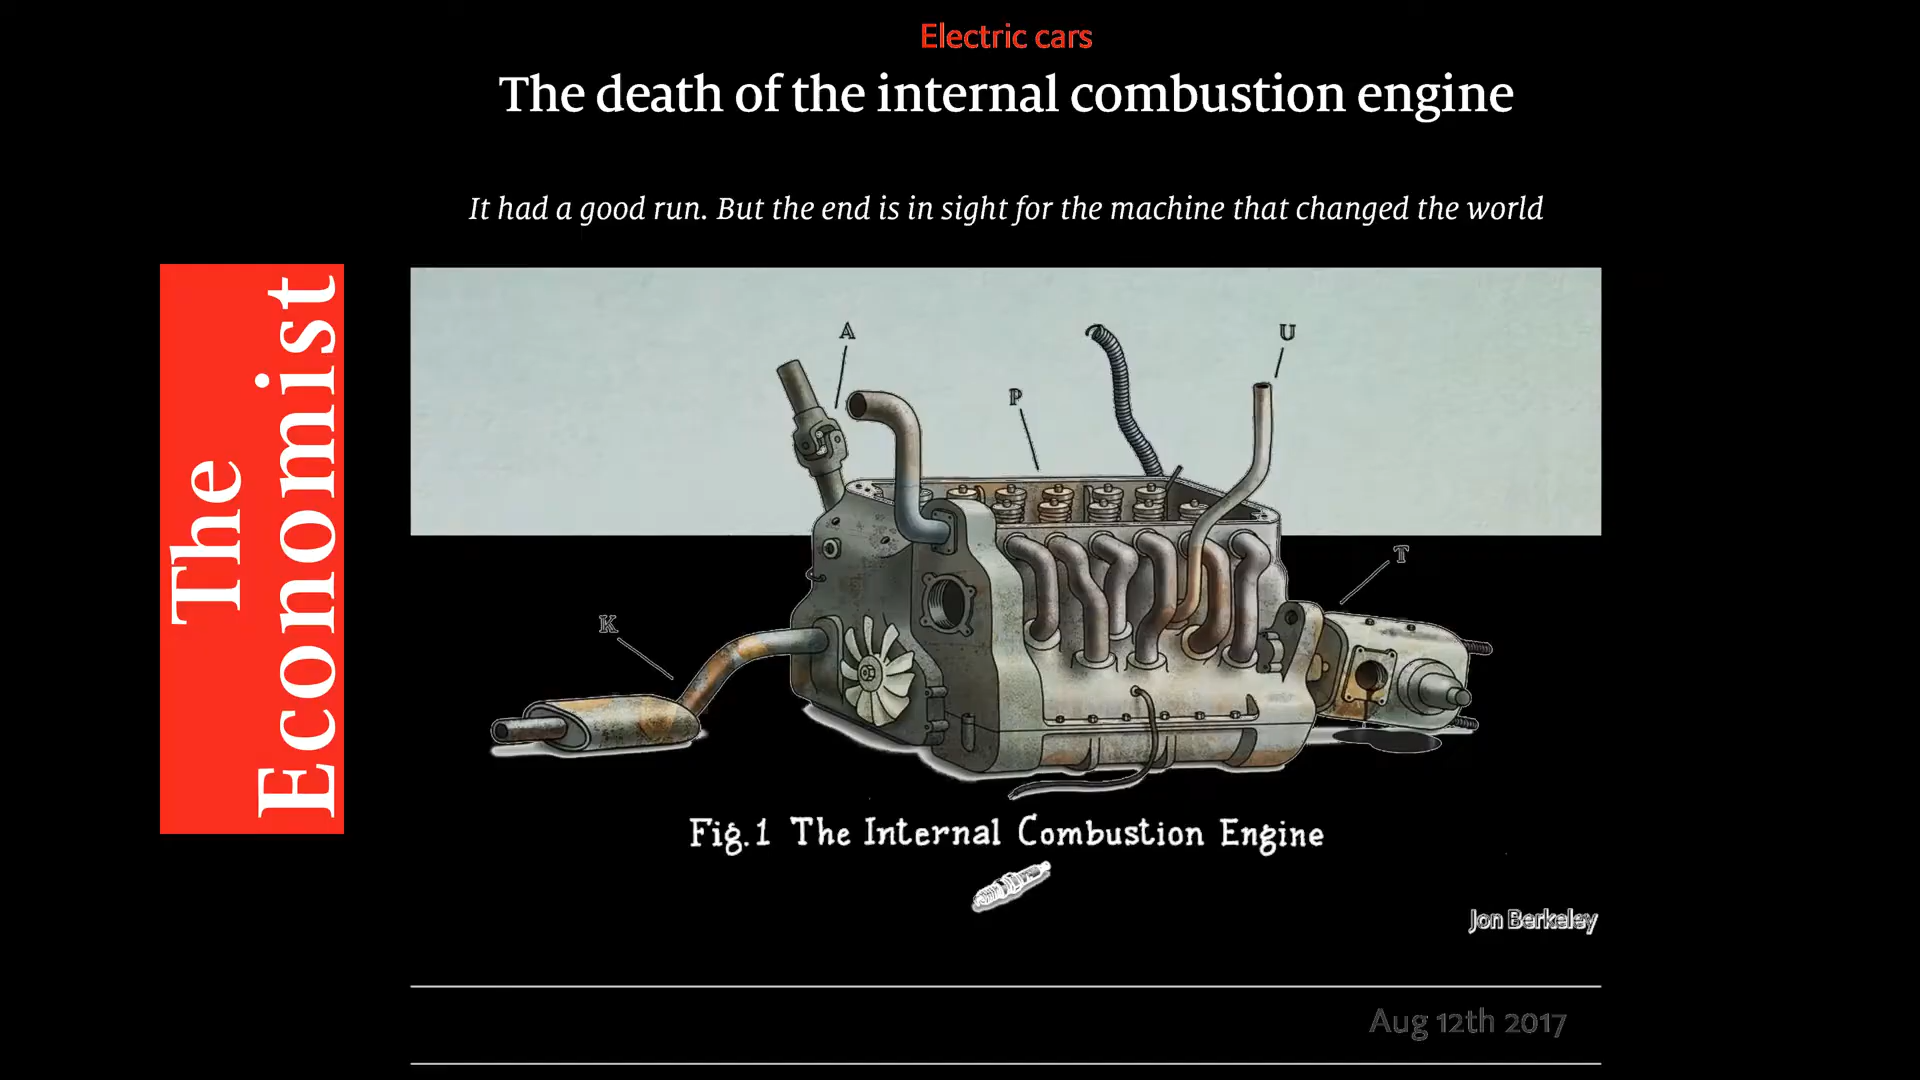 Electric cars
The death of the internal combustion engine
It had a good run. But the end is in sight for the machine that changed the world
The
Economist
A
U
P
T
K
Fig.1 The Internal Combustion Engine
Jon Berkeley
Aug 12th 2017